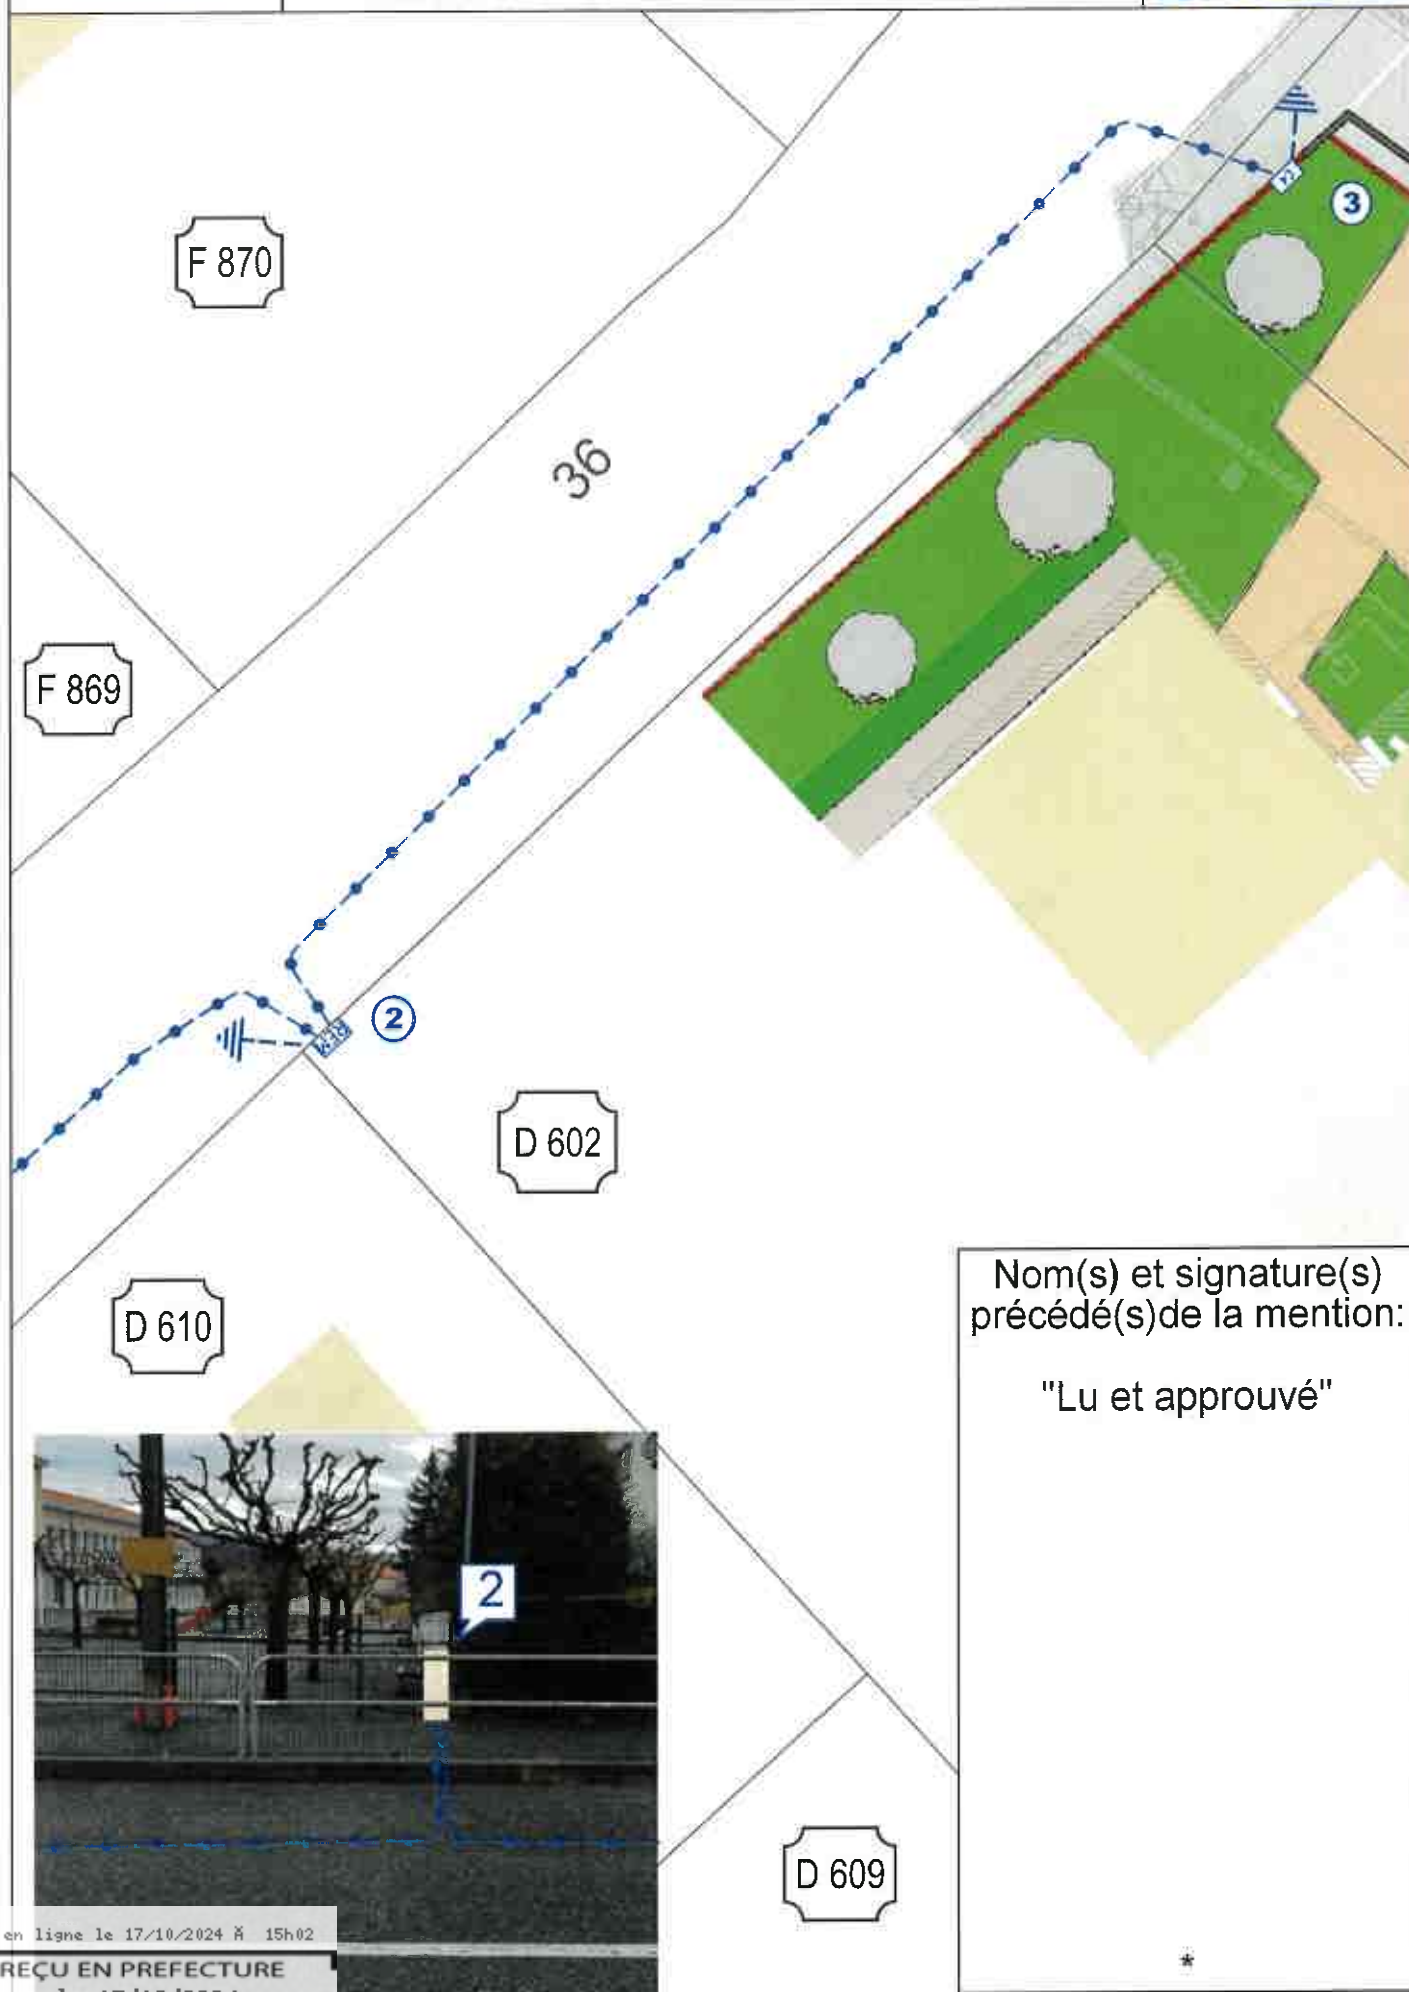 3
F 870
36
F 869
2
D 602
D 610
Nom(s) et signature(s)
précédé(s)de la mention:
"Lu et approuvé"
2
D 609
en ligne le 17/10/2024 Ã 15h02
REÇU EN PREFECTURE
*